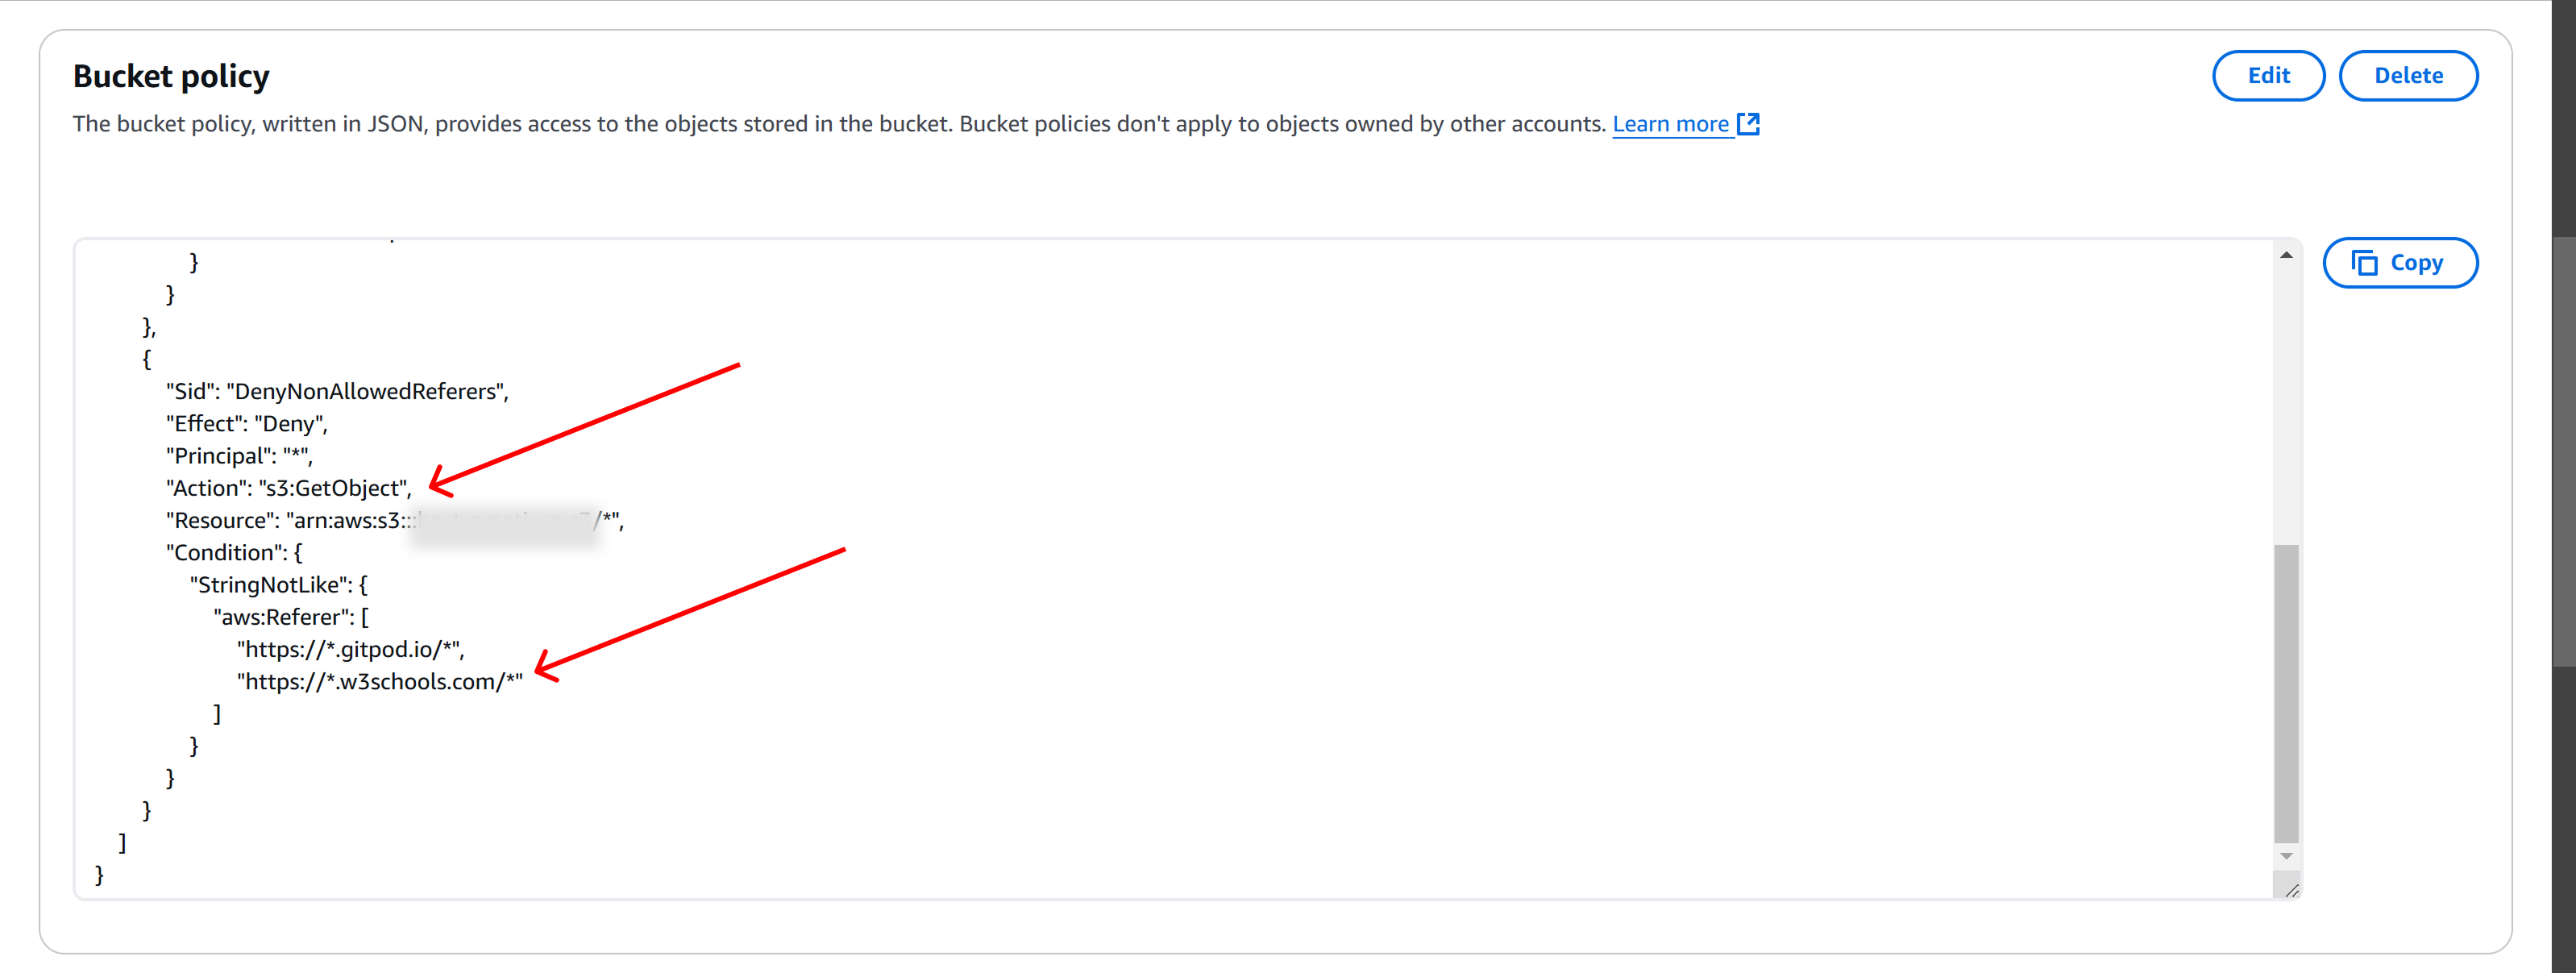 Bucket policy
Edit
Delete
The bucket policy, written in JSON, provides access to the objects stored in the bucket. Bucket policies don't apply to objects owned by other accounts. Learn more
Copy
}
}
},
{
"Sid": "DenyNonAllowedReferers",
"Effect": "Deny",
"Principal": "*",
"Action": "s3:GetObject",
"Resource": "arn:aws:s3::: /*",
"Condition": {
"StringNotLike": {
"aws:Referer": [
"https://*.gitpod.io/*",
"https://*.w3schools.com/*"
]
}
}
}
]
}